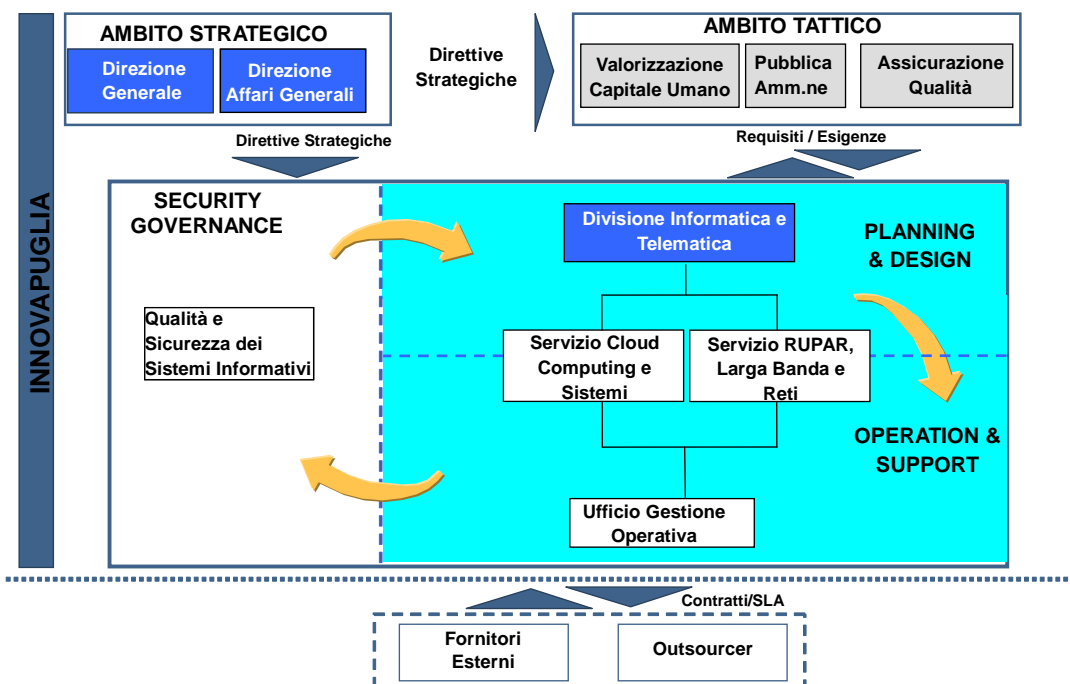 INNOVAPUGLIA
AMBITO STRATEGICO
Direzione
Generale
Direzione
Affari Generali
Direttive
Strategiche
AMBITO TATTICO
Valorizzazione
Capitale Umano
Pubblica
Amm.ne
Assicurazione
Qualità
Direttive Strategiche
Requisiti / Esigenze
SECURITY
GOVERNANCE
Qualità e
Sicurezza dei
Sistemi Informativi
Divisione Informatica e
Telematica
PLANNING
& DESIGN
Servizio Cloud
Computing e
Sistemi
Servizio RUPAR,
Larga Banda e
Reti
OPERATION &
SUPPORT
Ufficio Gestione
Operativa
Contratti/SLA
Fornitori
Esterni
Outsourcer